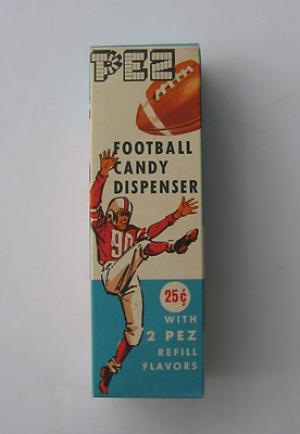 PEZ
FOOTBALL
CANDY
DISPENSER
90
25¢
WITH
2 PEZ
REFILL
FLAVORS